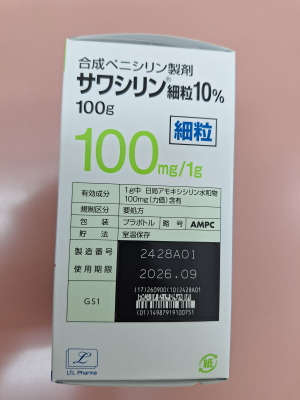 合成ペニシリン製剤
サワシリン®細粒10%
100g
細粒
100mg/1g
有効成分 1g中 日局アモキシシリン水和物 100mg(力価)含有
規制区分 要処方
包装 プラボトル 略号 AMPC
貯法 室温保存
製造番号 2428A01
使用期限 2026.09
GS1
(17)260900(10)2428A01
(01)14987919100751
L
LTL Pharma
紙